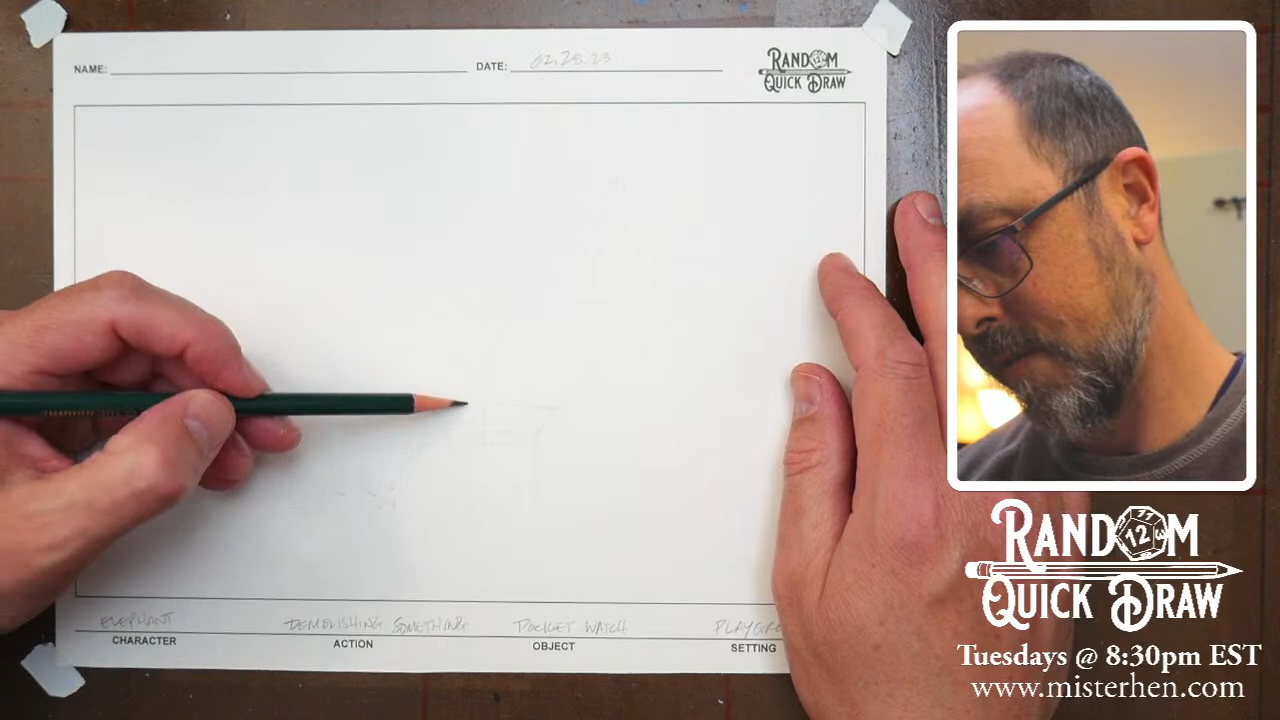 NAME:
DATE: 02.28.23
RANDOM
QUICK DRAW
ELEPHANT
DEMOLISHING SOMETHING
POCKET WATCH
CHARACTER
ACTION
OBJECT
SETTING
11
12
RANDOM
QUICK DRAW
Tuesdays @ 8:30pm EST
www.misterhen.com